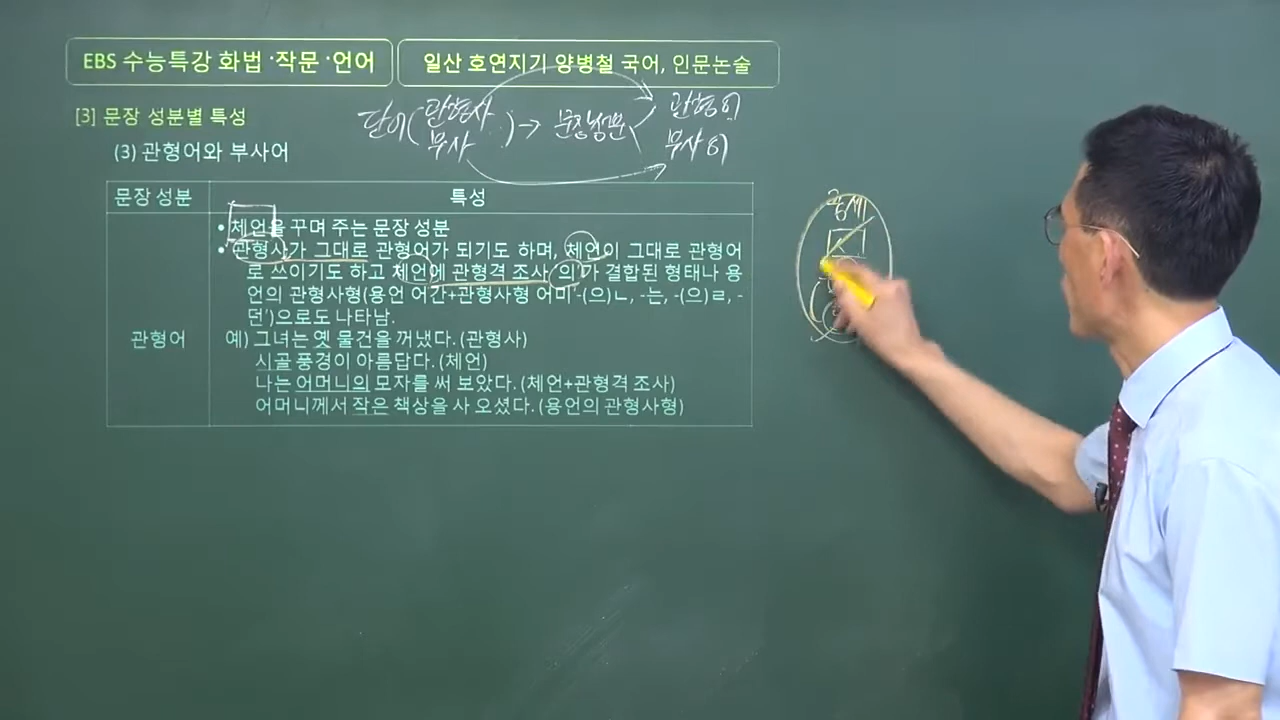 EBS 수능특강 화법 ·작문 ·언어
일산 호연지기 양병철 국어, 인문논술
[3] 문장 성분별 특성
단어 ( 관형사 ) → 문장성분 관형어
부사 부사어
(3) 관형어와 부사어
문장 성분 특성
• 체언을 꾸며 주는 문장 성분
• 관형사가 그대로 관형어가 되기도 하며, 체언이 그대로 관형어
로 쓰이기도 하고 체언에 관형격 조사 '의'가 결합된 형태나 용
언의 관형사형(용언 어간+관형사형 어미 '-(으)ㄴ, -는, -(으)ㄹ, -
던')으로도 나타남.
관형어
예) 그녀는 옛 물건을 꺼냈다. (관형사)
시골 풍경이 아름답다. (체언)
나는 어머니의 모자를 써 보았다. (체언+관형격 조사)
어머니께서 작은 책상을 사 오셨다. (용언의 관형사형)